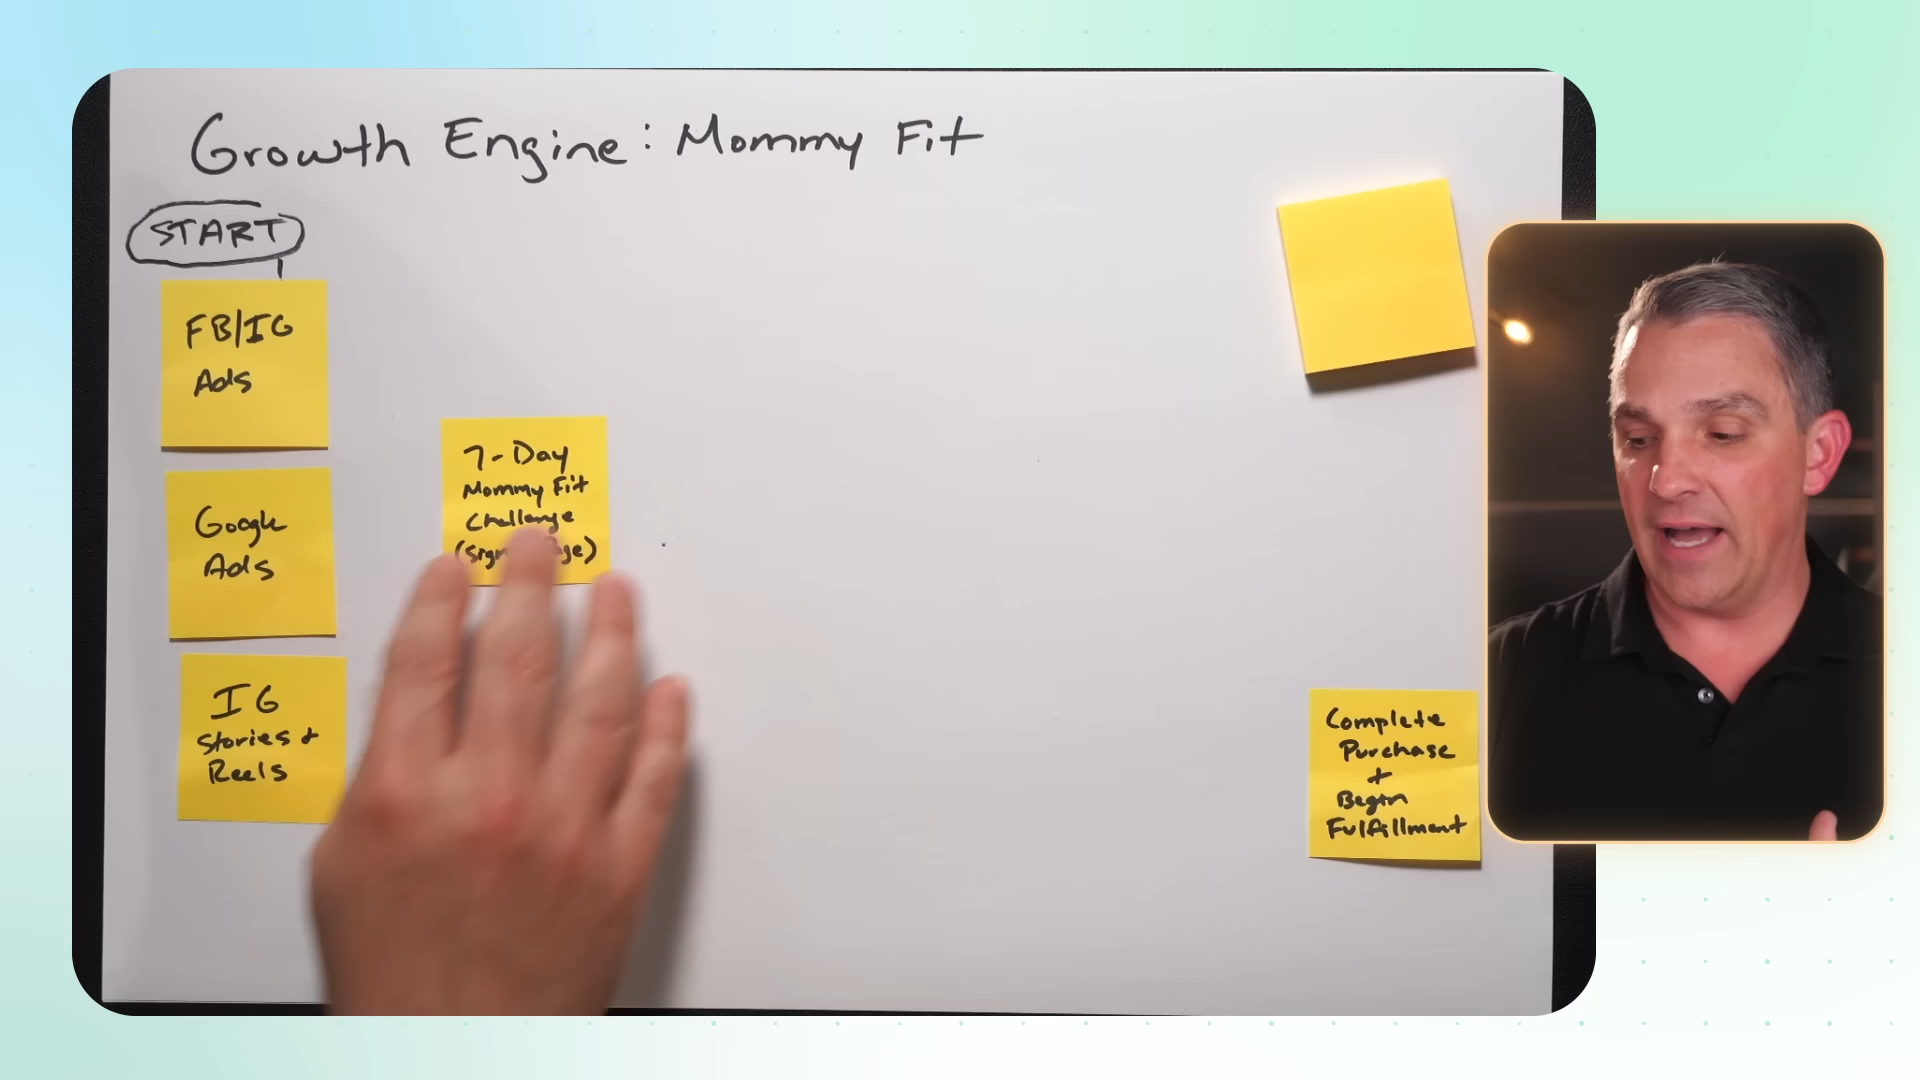 Growth Engine: Mommy Fit
START
FB/IG
Ads
Google
Ads
IG
Stories +
Reels
7-Day
Mommy Fit
Challenge
Complete
Purchase
+
Begin
Fulfillment